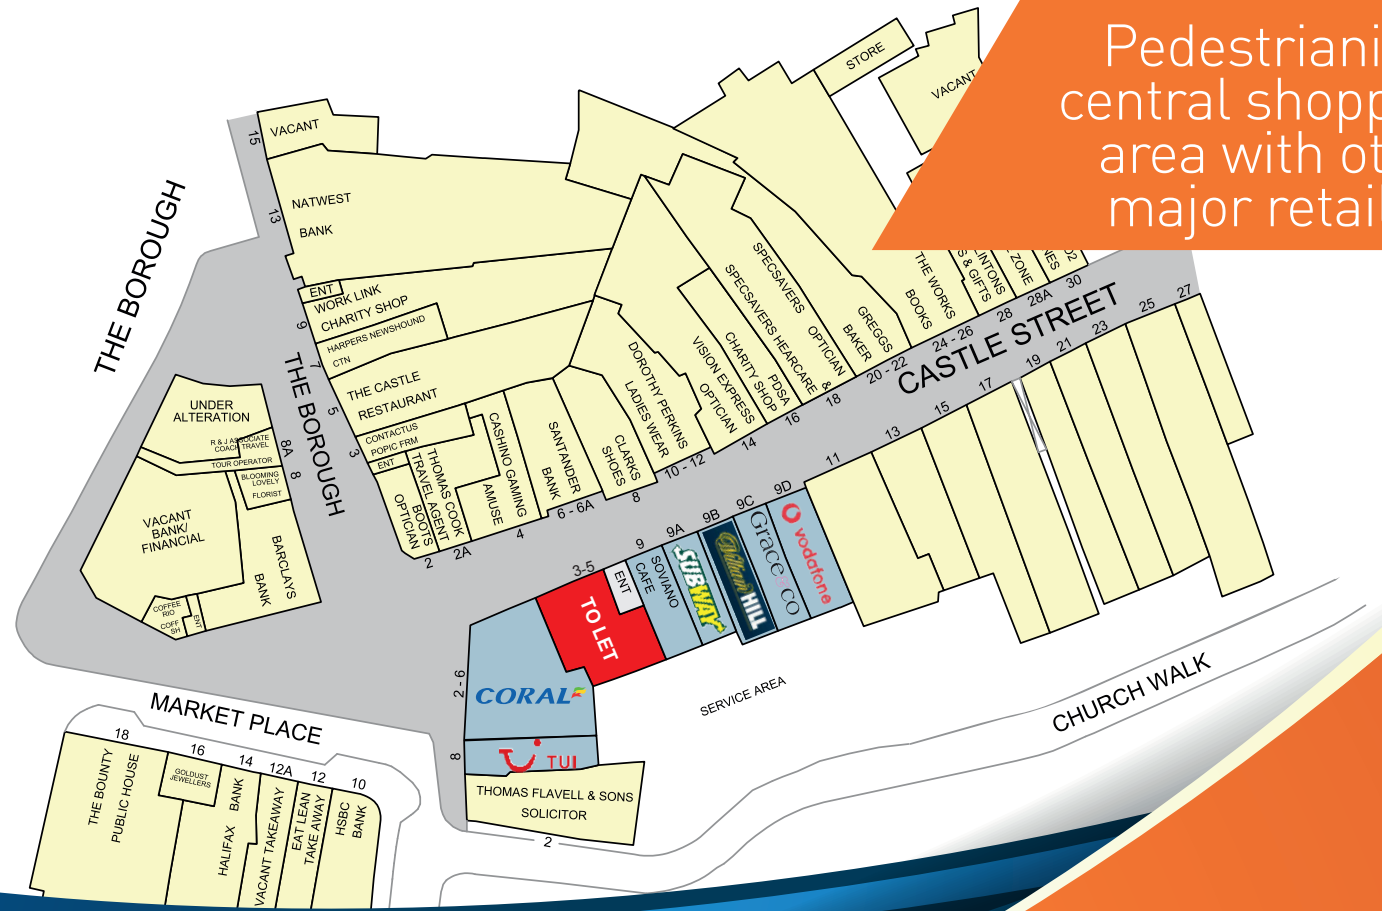 Pedestriani
central shopp
area with ot
major retail
STORE
VACANT
VACANT
15
NATWEST
BANK
13
THE BOROUGH
ENT
WORK LINK
CHARITY SHOP
9
HARPERS NEWSHOUND
CTN
7
THE CASTLE
RESTAURANT
5
THE BOROUGH
CONTACTUS
POPIC FRM
3
ENT
BOOTS
OPTICIAN
2
THOMAS COOK
TRAVEL AGENT
2A
CASHINO GAMING
AMUSE
4
SANTANDER
BANK
6 - 6A
CLARKS
SHOES
8
DOROTHY PERKINS
LADIES WEAR
10 - 12
VISION EXPRESS
OPTICIAN
14
PDSA
CHARITY SHOP
16
SPECSAVERS HEARCARE
SPECSAVERS OPTICIAN &
18
GREGGS
BAKER
20 - 22
THE WORKS
BOOKS
24 - 26
LINTONS
S & GIFTS
28
ZONE
28A
NES
30
O2
CASTLE STREET
27
25
23
21
19
17
15
13
11
UNDER
ALTERATION
R & J ASSOCIATE
COACH TRAVEL
8A
TOUR OPERATOR
8
BLOOMING
LOVELY
FLORIST
VACANT
BANK/
FINANCIAL
BARCLAYS
BANK
COFFEE
RIO
COFF
SH
ENT
3-5
TO LET
ENT
9
SOVIANO
CAFE
9A
SUBWAY
9B
William HILL
9C
Grace & CO
9D
vodafone
2 - 6
CORAL
8
TUI
THOMAS FLAVELL & SONS
SOLICITOR
2
SERVICE AREA
CHURCH WALK
MARKET PLACE
18
THE BOUNTY
PUBLIC HOUSE
16
GOLDUST
JEWELLERS
14
HALIFAX BANK
12A
VACANT TAKEAWAY
12
EAT LEAN
TAKE AWAY
10
HSBC
BANK